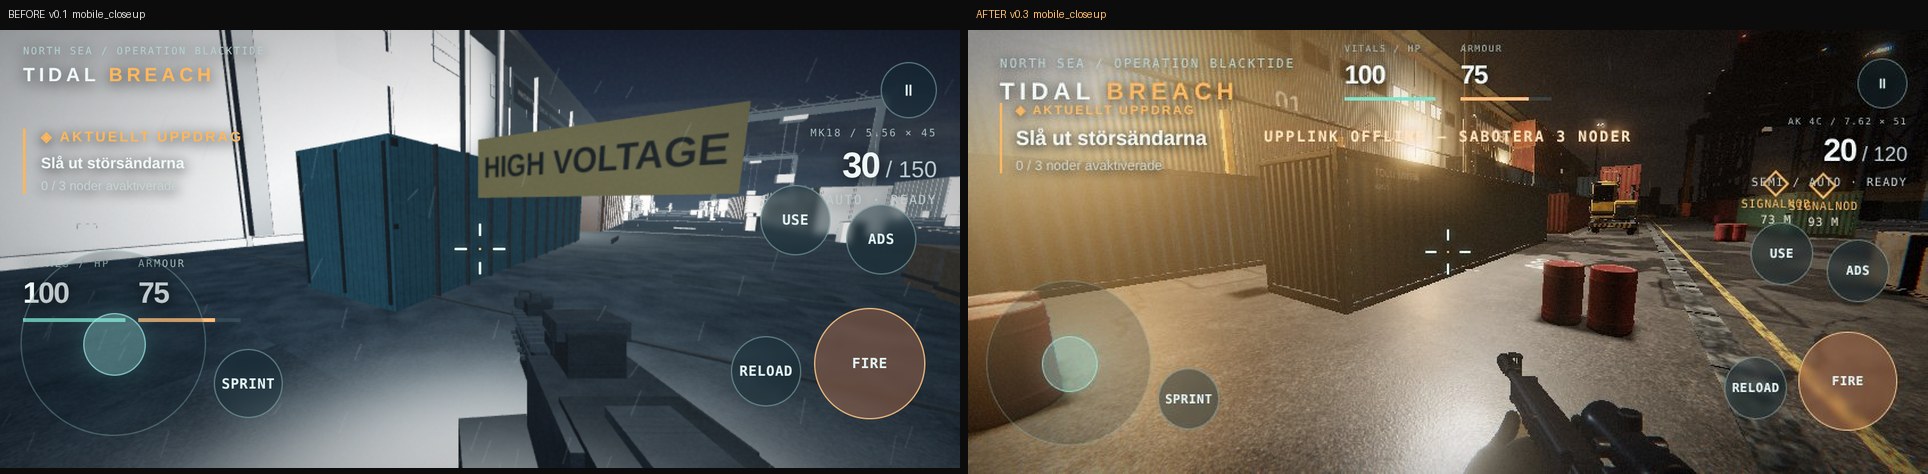 BEFORE v0.1 mobile_closeup
NORTH SEA / OPERATION BLACKTIDE
TIDAL BREACH
◆ AKTUELLT UPPDRAG
Slå ut störsändarna
0 / 3 noder avaktiverade
HIGH VOLTAGE
II
MK18 / 5.56 × 45
30 / 150
AUTO · READY
USE
ADS
HP
ARMOUR
100
75
SPRINT
RELOAD
FIRE
AFTER v0.3 mobile_closeup
NORTH SEA / OPERATION BLACKTIDE
TIDAL BREACH
◆ AKTUELLT UPPDRAG
Slå ut störsändarna
0 / 3 noder avaktiverade
VITALS / HP
ARMOUR
100
75
01
UPPLINK OFFLINE — SABOTERA 3 NODER
II
AK 4C / 7.62 × 51
20 / 120
SEMI / AUTO · READY
SIGNALNOD
SIGNALNOD
73 M
93 M
USE
ADS
SPRINT
RELOAD
FIRE